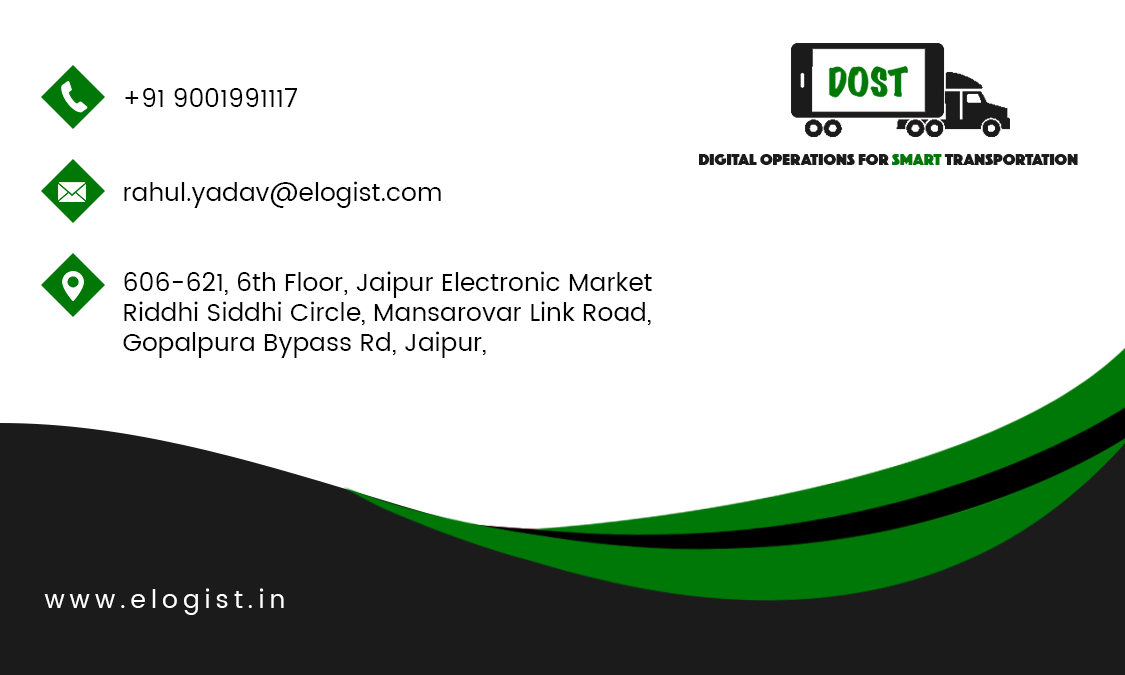 +91 9001991117
rahul.yadav@elogist.com
606-621, 6th Floor, Jaipur Electronic Market
Riddhi Siddhi Circle, Mansarovar Link Road,
Gopalpura Bypass Rd, Jaipur,
DOST
DIGITAL OPERATIONS FOR SMART TRANSPORTATION
www.elogist.in